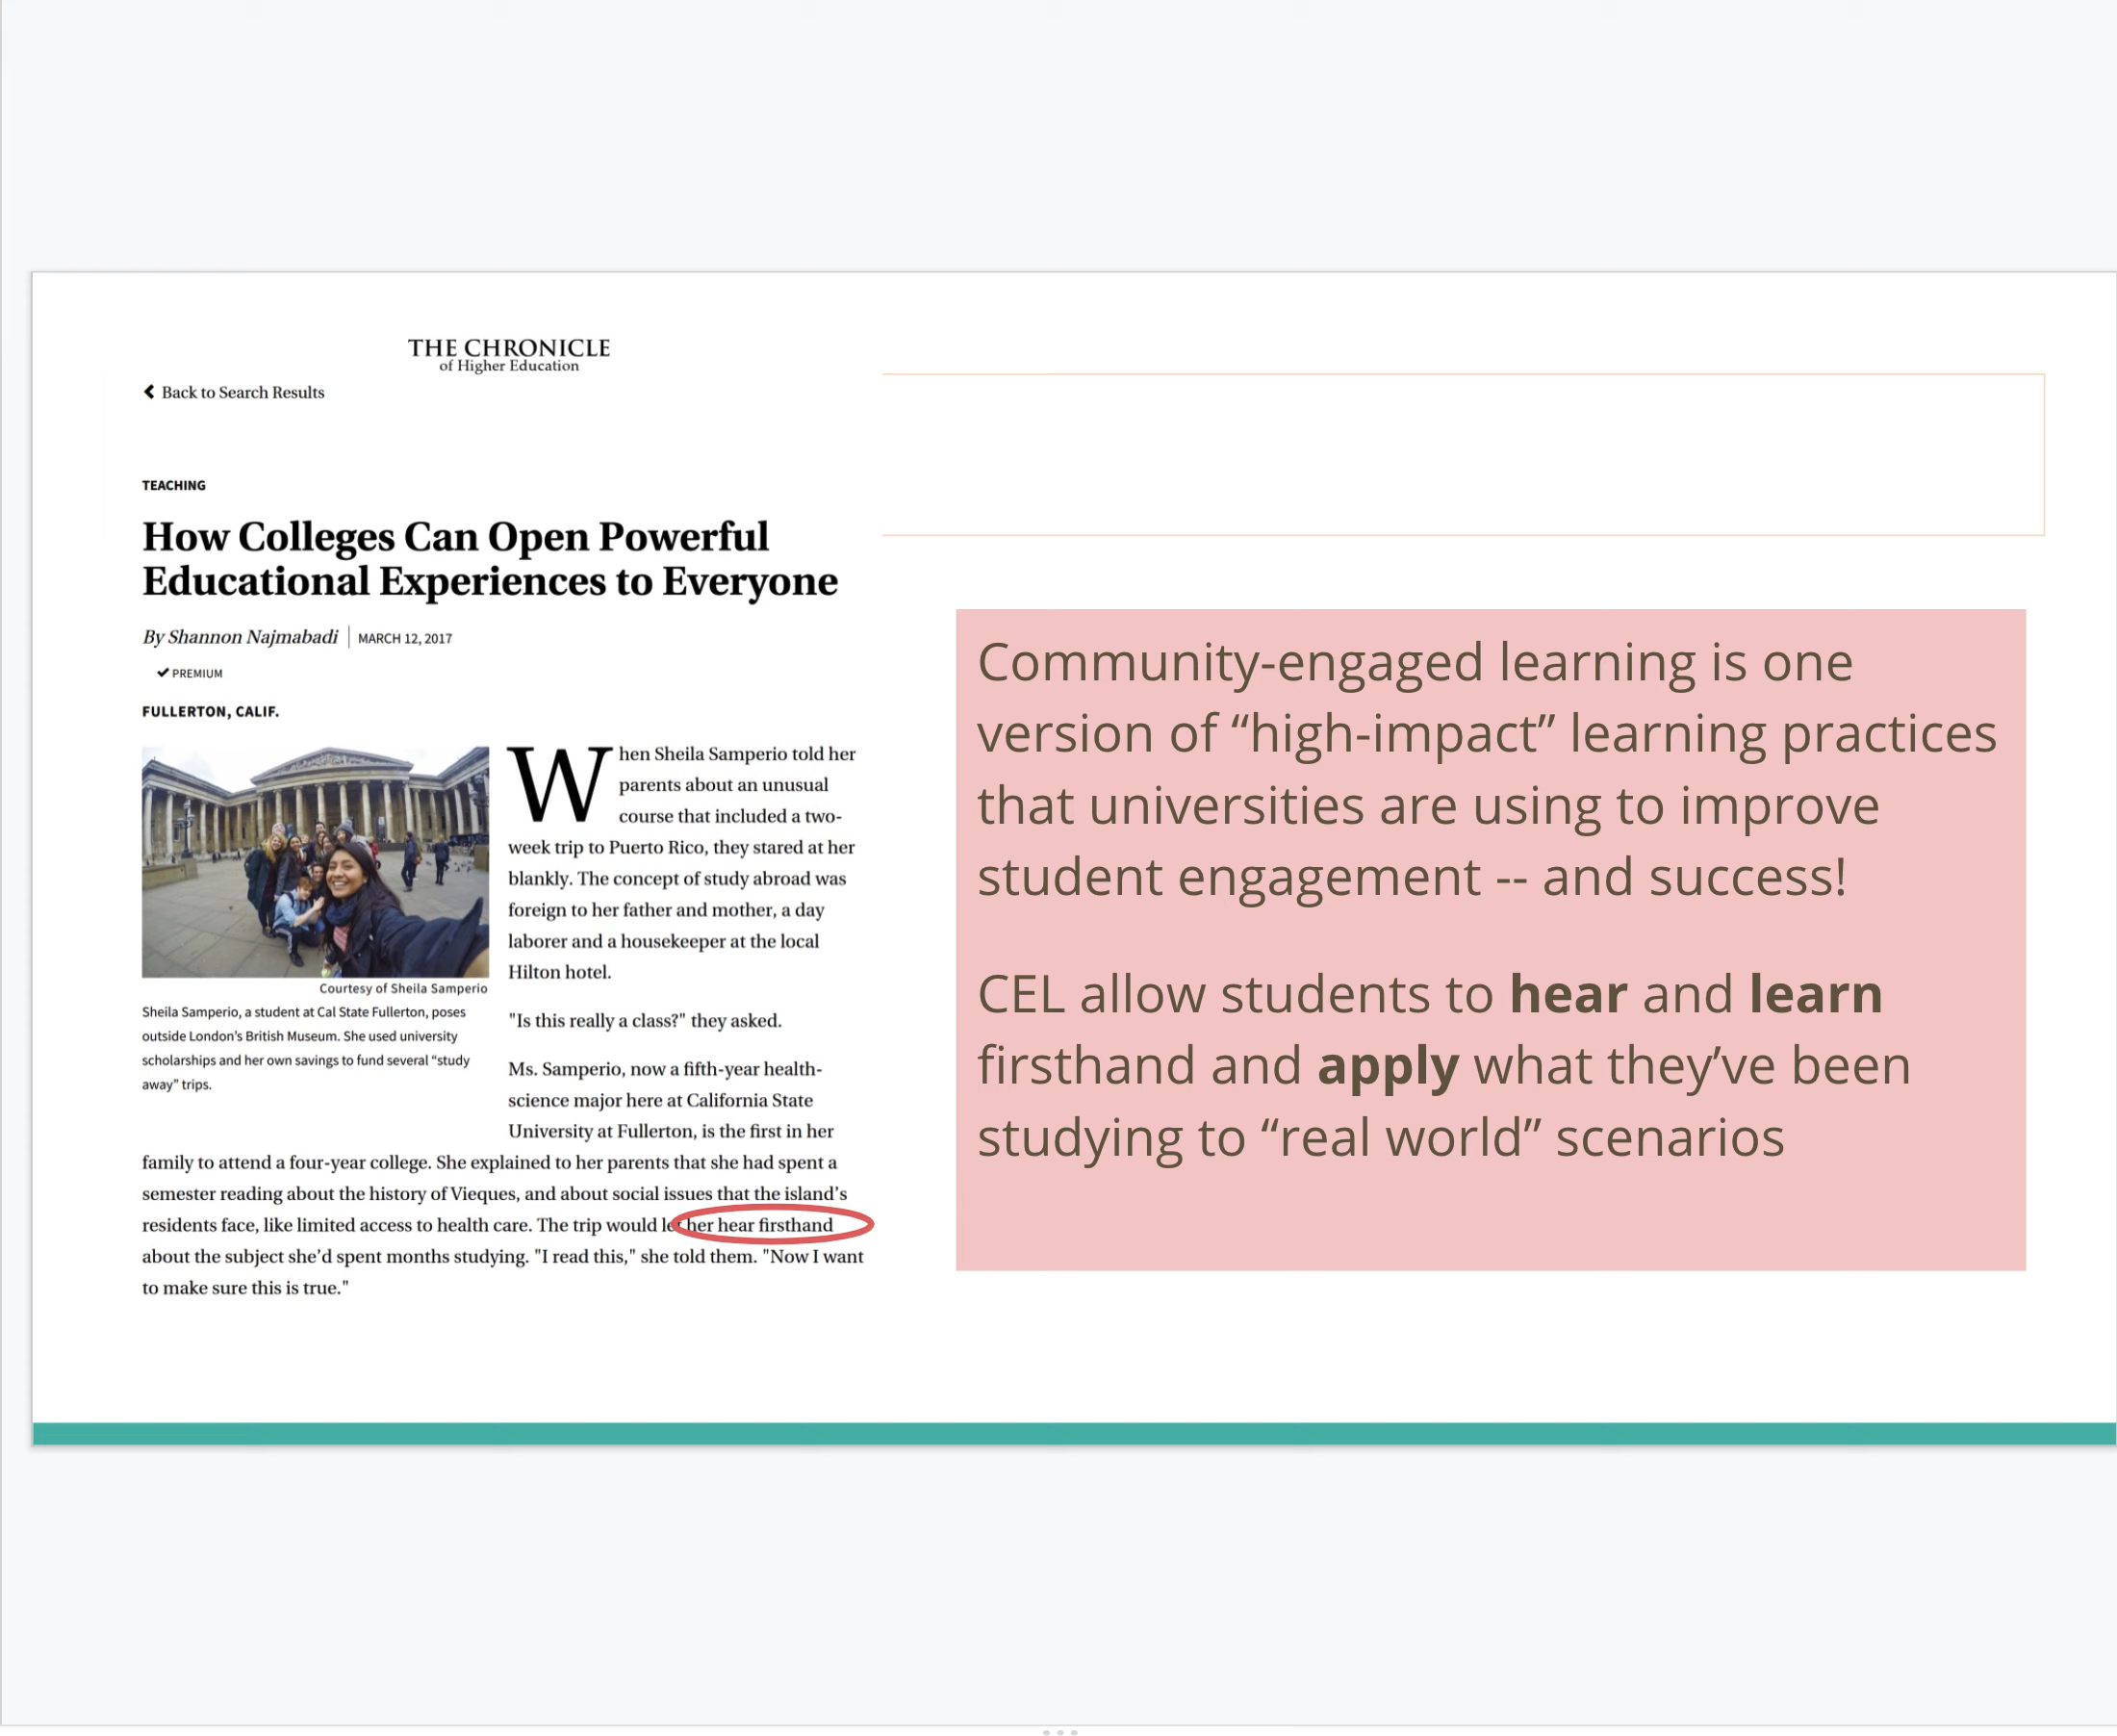 THE CHRONICLE
of Higher Education
Back to Search Results
TEACHING
How Colleges Can Open Powerful
Educational Experiences to Everyone
By Shannon Najmabadi | MARCH 12, 2017
PREMIUM
FULLERTON, CALIF.
When Sheila Samperio told her
parents about an unusual
course that included a two-
week trip to Puerto Rico, they stared at her
blankly. The concept of study abroad was
foreign to her father and mother, a day
laborer and a housekeeper at the local
Hilton hotel.
Courtesy of Sheila Samperio
Sheila Samperio, a student at Cal State Fullerton, poses
outside London's British Museum. She used university
scholarships and her own savings to fund several “study
away” trips.
"Is this really a class?" they asked.
Ms. Samperio, now a fifth-year health-
science major here at California State
University at Fullerton, is the first in her
family to attend a four-year college. She explained to her parents that she had spent a
semester reading about the history of Vieques, and about social issues that the island’s
residents face, like limited access to health care. The trip would let her hear firsthand
about the subject she’d spent months studying. "I read this," she told them. "Now I want
to make sure this is true."
Community-engaged learning is one
version of “high-impact” learning practices
that universities are using to improve
student engagement -- and success!
CEL allow students to hear and learn
firsthand and apply what they’ve been
studying to “real world” scenarios